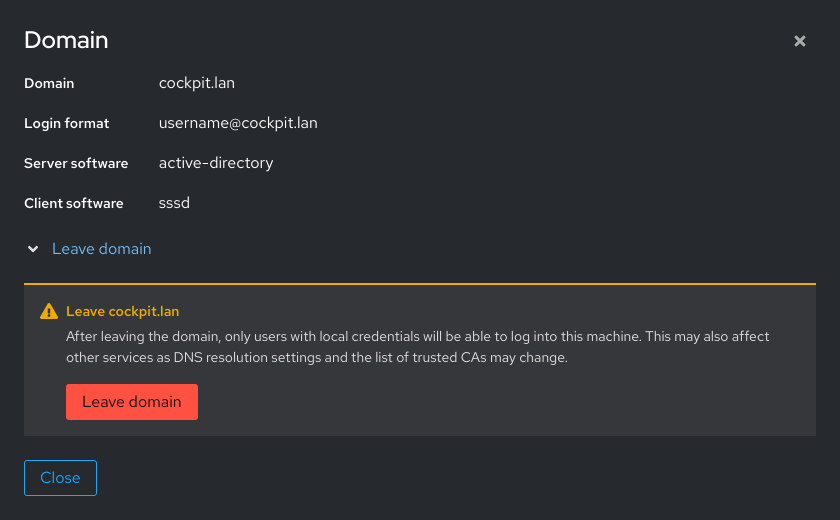 Domain
Domain cockpit.lan
Login format username@cockpit.lan
Server software active-directory
Client software sssd
Leave domain
Leave cockpit.lan
After leaving the domain, only users with local credentials will be able to log into this machine. This may also affect
other services as DNS resolution settings and the list of trusted CAs may change.
Leave domain
Close